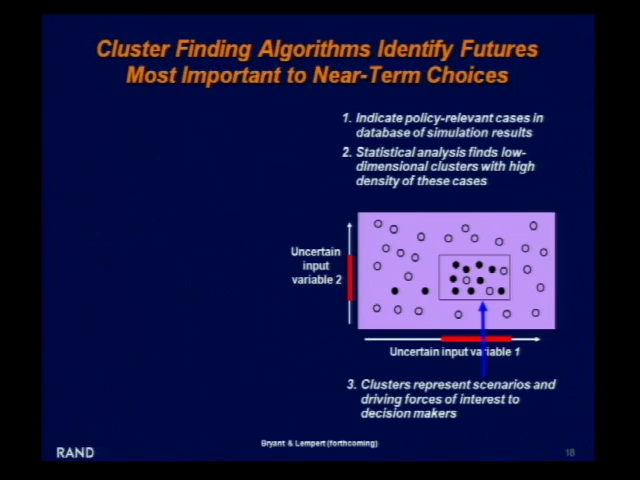 Cluster Finding Algorithms Identify Futures
Most Important to Near-Term Choices
1. Indicate policy-relevant cases in
database of simulation results
2. Statistical analysis finds low-
dimensional clusters with high
density of these cases
Uncertain
input
variable 2
Uncertain input variable 1
3. Clusters represent scenarios and
driving forces of interest to
decision makers
Bryant & Lempert (forthcoming)
RAND
18